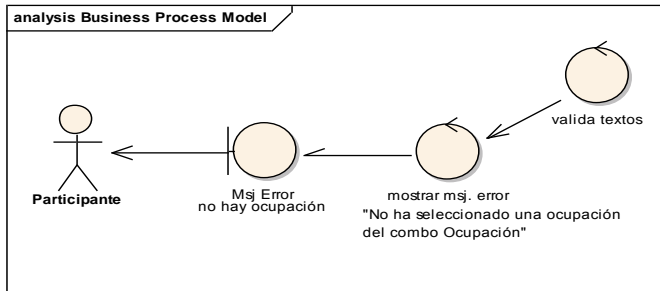 analysis Business Process Model
valida textos
Participante
Msj Error
no hay ocupación
mostrar msj. error
"No ha seleccionado una ocupación
del combo Ocupación"